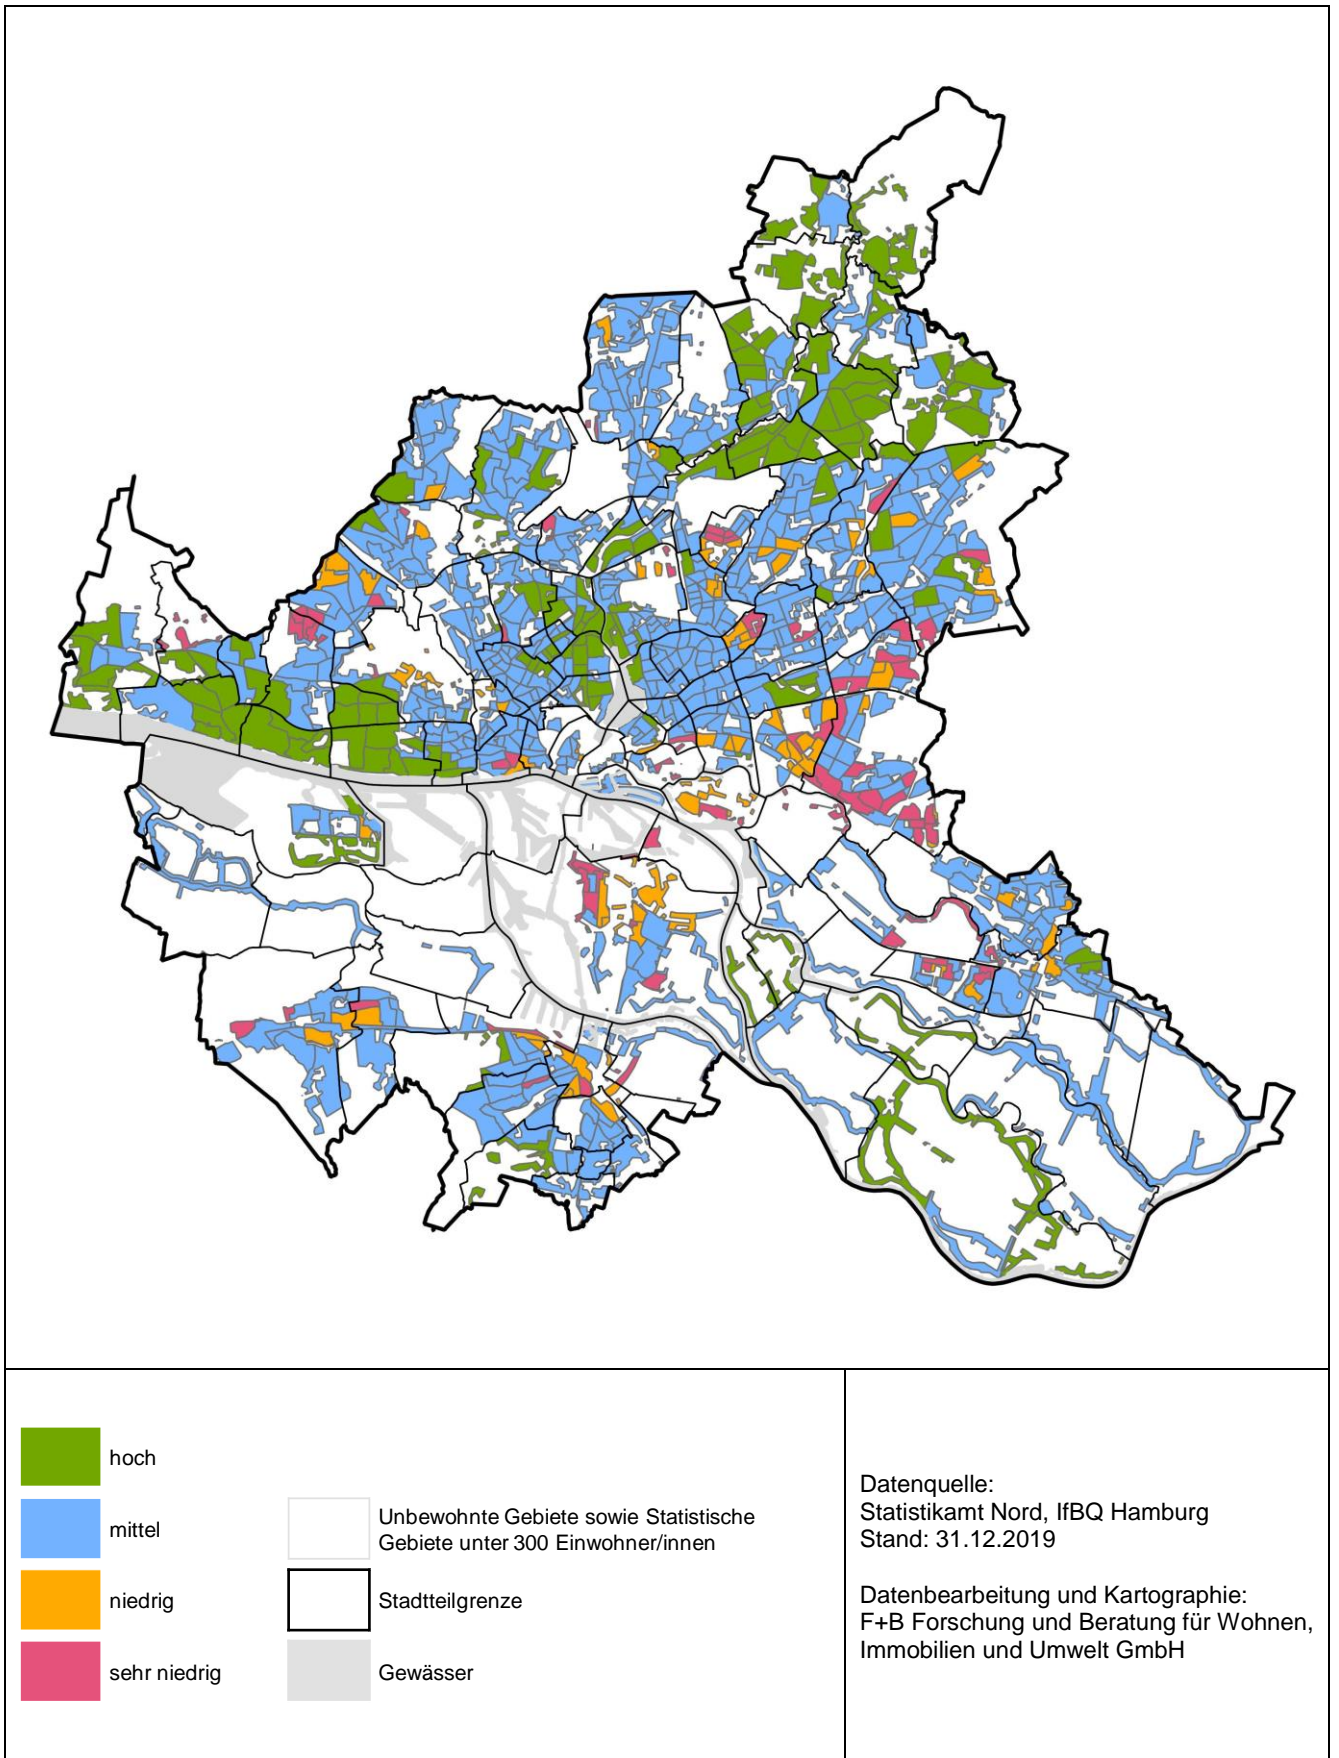 hoch
mittel
niedrig
sehr niedrig
Unbewohnte Gebiete sowie Statistische
Gebiete unter 300 Einwohner/innen
Stadtteilgrenze
Gewässer
Datenquelle:
Statistikamt Nord, IfBQ Hamburg
Stand: 31.12.2019
Datenbearbeitung und Kartographie:
F+B Forschung und Beratung für Wohnen,
Immobilien und Umwelt GmbH